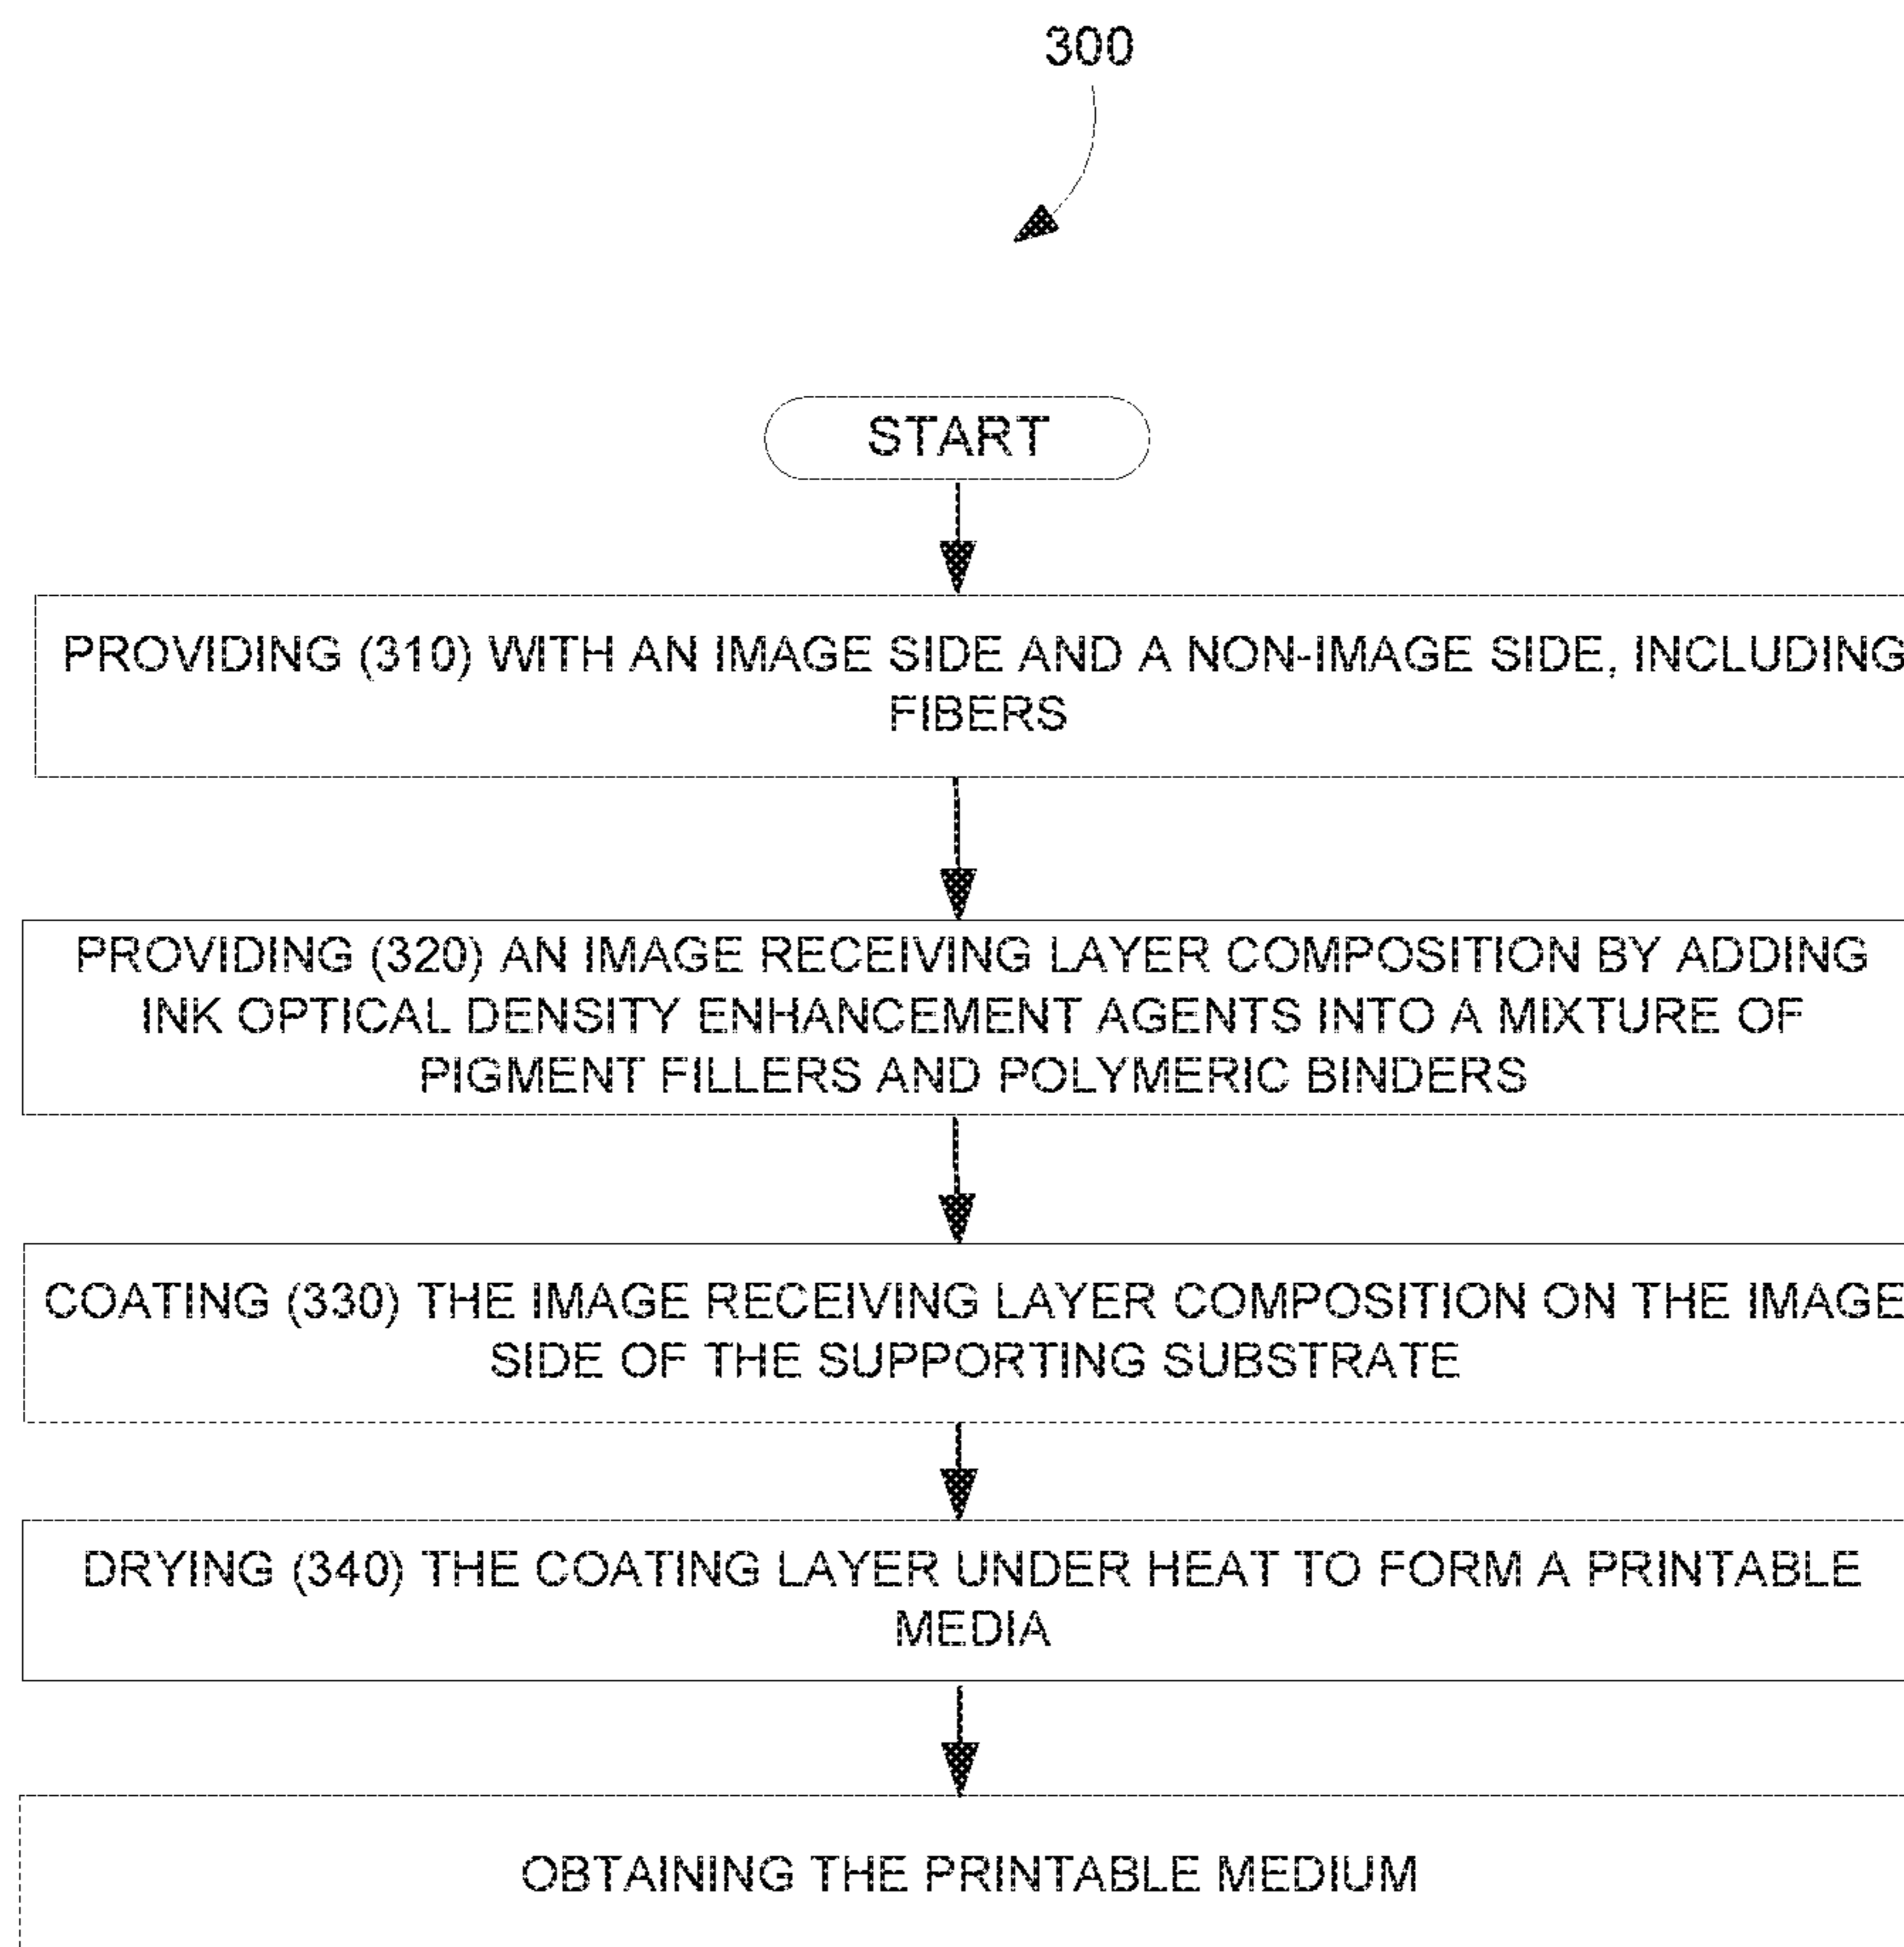 300
START
PROVIDING (310) WITH AN IMAGE SIDE AND A NON-IMAGE SIDE, INCLUDING
FIBERS
PROVIDING (320) AN IMAGE RECEIVING LAYER COMPOSITION BY ADDING
INK OPTICAL DENSITY ENHANCEMENT AGENTS INTO A MIXTURE OF
PIGMENT FILLERS AND POLYMERIC BINDERS
COATING (330) THE IMAGE RECEIVING LAYER COMPOSITION ON THE IMAGE
SIDE OF THE SUPPORTING SUBSTRATE
DRYING (340) THE COATING LAYER UNDER HEAT TO FORM A PRINTABLE
MEDIA
OBTAINING THE PRINTABLE MEDIUM